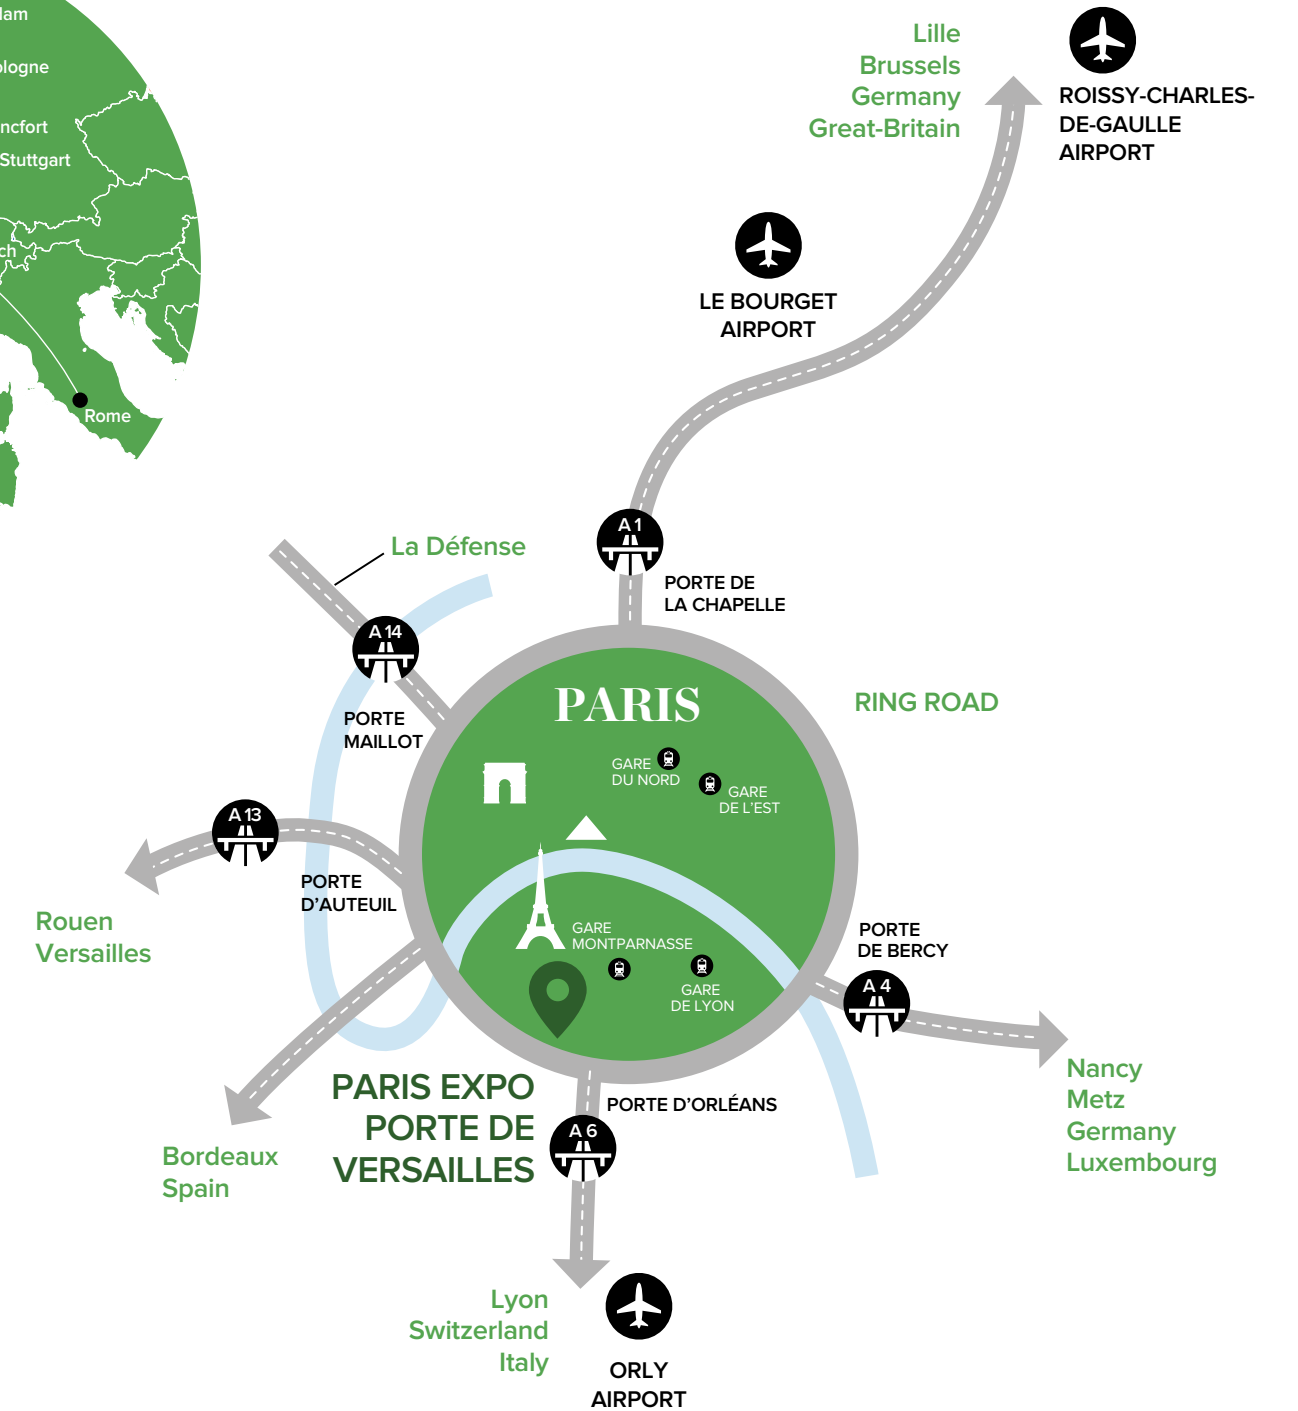 Stuttgart
Rome
Lille
Brussels
Germany
Great-Britain
ROISSY-CHARLES-
DE-GAULLE
AIRPORT
LE BOURGET
AIRPORT
A 1
PORTE DE
LA CHAPELLE
La Défense
A 14
PORTE
MAILLOT
PARIS
RING ROAD
GARE
DU NORD
GARE
DE L'EST
A 13
PORTE
D'AUTEUIL
Rouen
Versailles
GARE
MONTPARNASSE
GARE
DE LYON
PORTE
DE BERCY
A 4
Nancy
Metz
Germany
Luxembourg
PARIS EXPO
PORTE DE
VERSAILLES
Bordeaux
Spain
PORTE D'ORLÉANS
A 6
Lyon
Switzerland
Italy
ORLY
AIRPORT